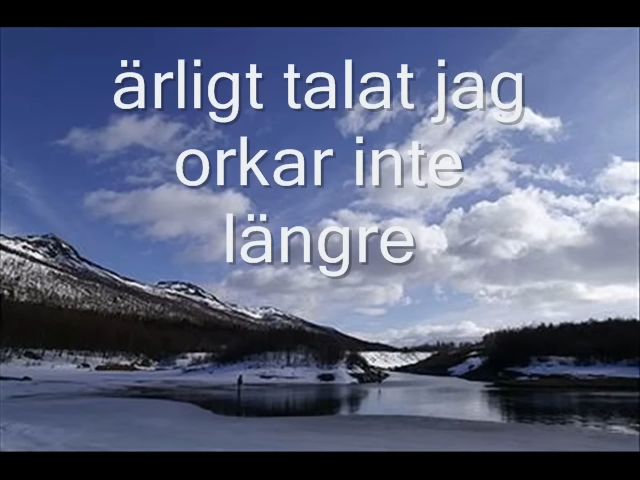 ärligt talat jag
orkar inte
längre